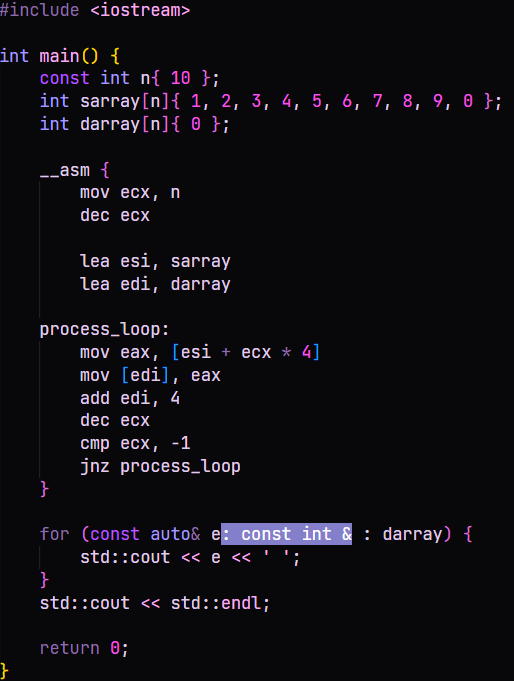 #include <iostream>

int main() {
    const int n{ 10 };
    int sarray[n]{ 1, 2, 3, 4, 5, 6, 7, 8, 9, 0 };
    int darray[n]{ 0 };

    __asm {
        mov ecx, n
        dec ecx

        lea esi, sarray
        lea edi, darray

    process_loop:
        mov eax, [esi + ecx * 4]
        mov [edi], eax
        add edi, 4
        dec ecx
        cmp ecx, -1
        jnz process_loop
    }

    for (const auto& e: const int & : darray) {
        std::cout << e << ' ';
    }
    std::cout << std::endl;

    return 0;
}